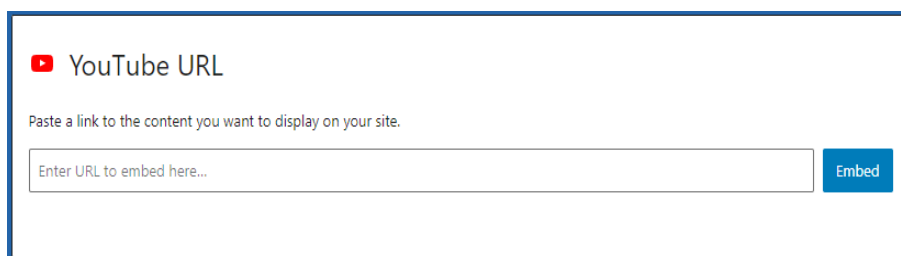 YouTube URL
Paste a link to the content you want to display on your site.
Enter URL to embed here...
Embed